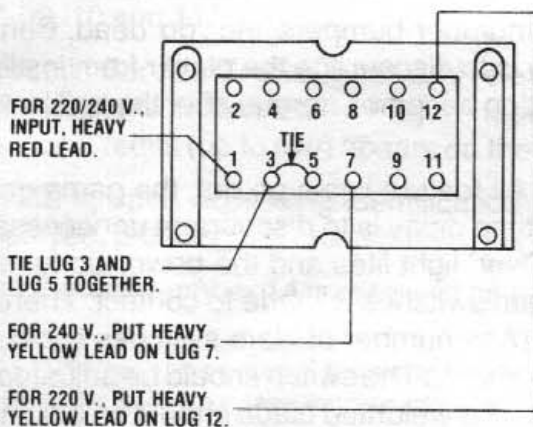 FOR 220/240 V.,
INPUT, HEAVY
RED LEAD.
2 4 6 8 10 12
TIE
1 3 5 7 9 11
TIE LUG 3 AND
LUG 5 TOGETHER.
FOR 240 V., PUT HEAVY
YELLOW LEAD ON LUG 7.
FOR 220 V., PUT HEAVY
YELLOW LEAD ON LUG 12.